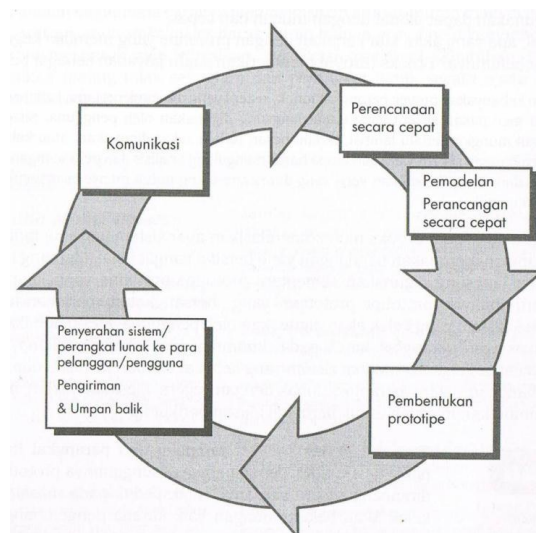 Komunikasi
Perencanaan
secara cepat
Pemodelan
Perancangan
secara cepat
Pembentukan
prototipe
Penyerahan sistem/
perangkat lunak ke para
pelanggan/pengguna
Pengiriman
& Umpan balik